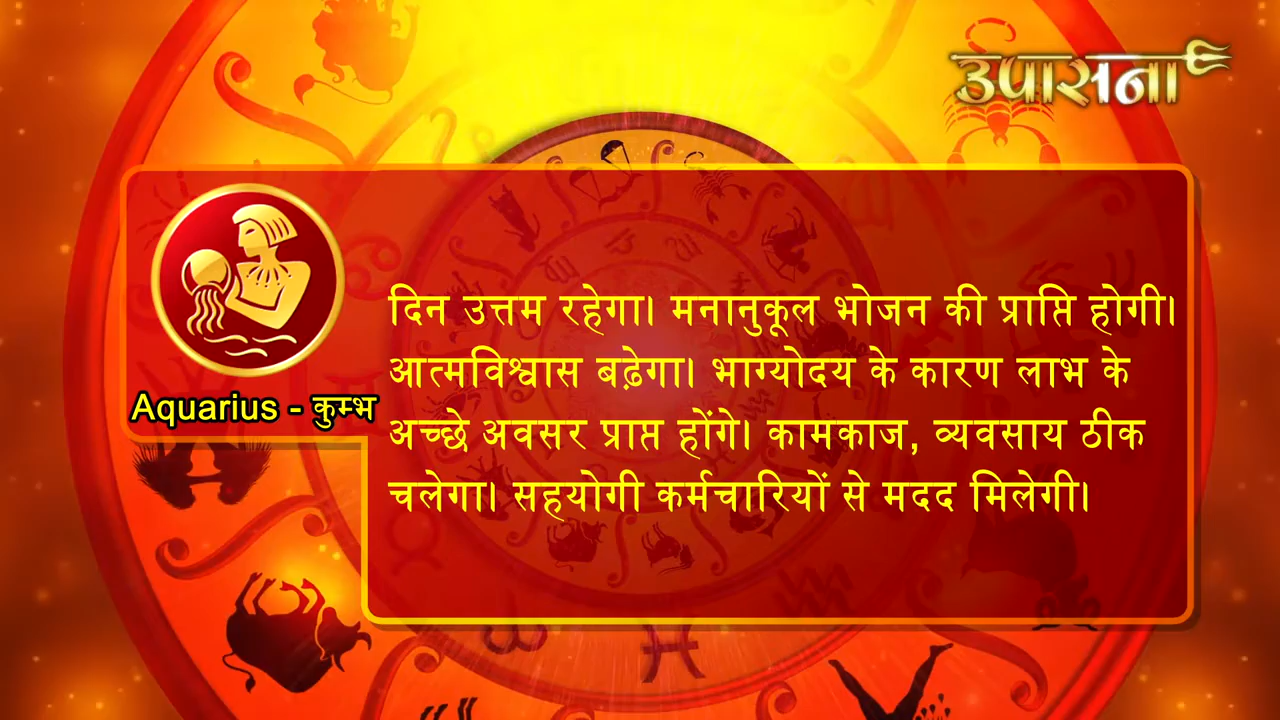 उपासना
दिन उत्तम रहेगा। मनानुकूल भोजन की प्राप्ति होगी।
आत्मविश्वास बढ़ेगा। भाग्योदय के कारण लाभ के
अच्छे अवसर प्राप्त होंगे। कामकाज, व्यवसाय ठीक
चलेगा। सहयोगी कर्मचारियों से मदद मिलेगी।
Aquarius - कुम्भ